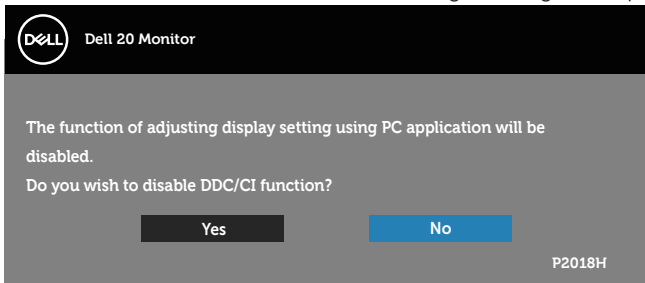 DELL
Dell 20 Monitor
The function of adjusting display setting using PC application will be
disabled.
Do you wish to disable DDC/CI function?
Yes No
P2018H